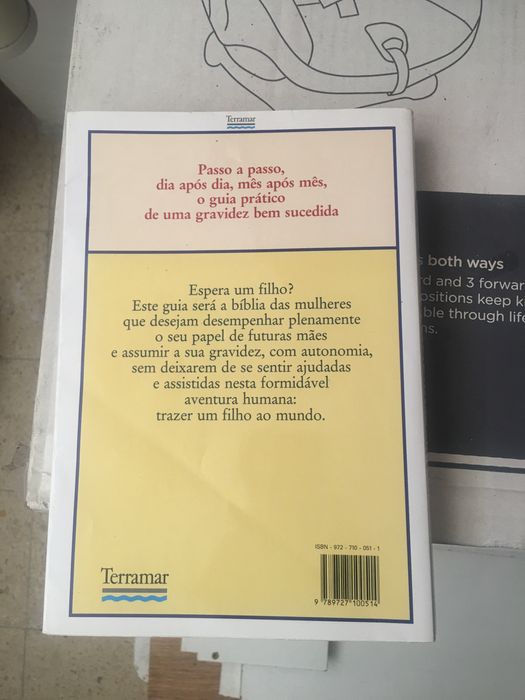 Terramar
Passo a passo,
dia após dia, mês após mês,
o guia prático
de uma gravidez bem sucedida
Espera um filho?
Este guia será a bíblia das mulheres
que desejam desempenhar plenamente
o seu papel de futuras mães
e assumir a sua gravidez, com autonomia,
sem deixarem de se sentir ajudadas
e assistidas nesta formidável
aventura humana:
trazer um filho ao mundo.
ISBN - 972 - 710 - 051 - 1
9 789727 100514
Terramar
both ways
and 3 forwar
keep
through life